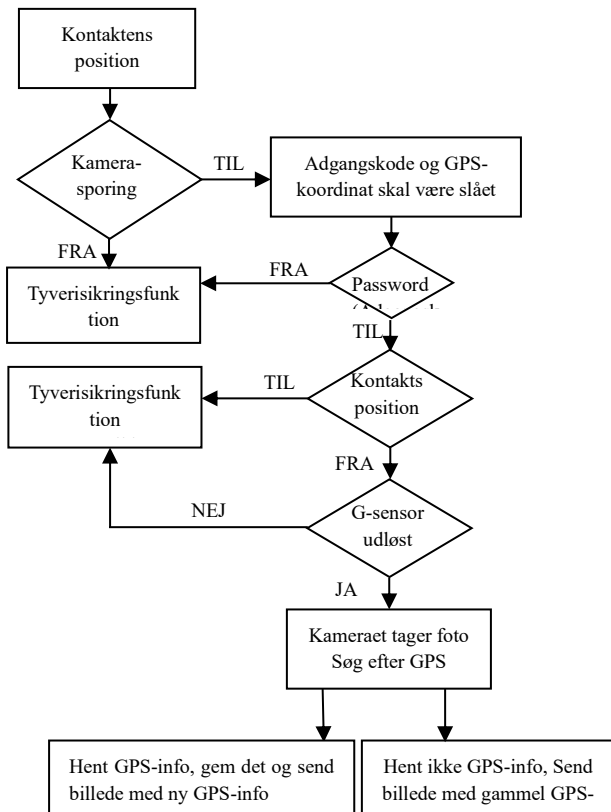 Kontaktens
position
Kamera-
sporing
TIL
Adgangskode og GPS-
koordinat skal være slået
FRA
FRA
Tyverisikringsfunk
tion
Password
TIL
Tyverisikringsfunk
tion
TIL
Kontakts
position
FRA
NEJ
G-sensor
udløst
JA
Kameraet tager foto
Søg efter GPS
Hent GPS-info, gem det og send
billede med ny GPS-info
Hent ikke GPS-info, Send
billede med gammel GPS-